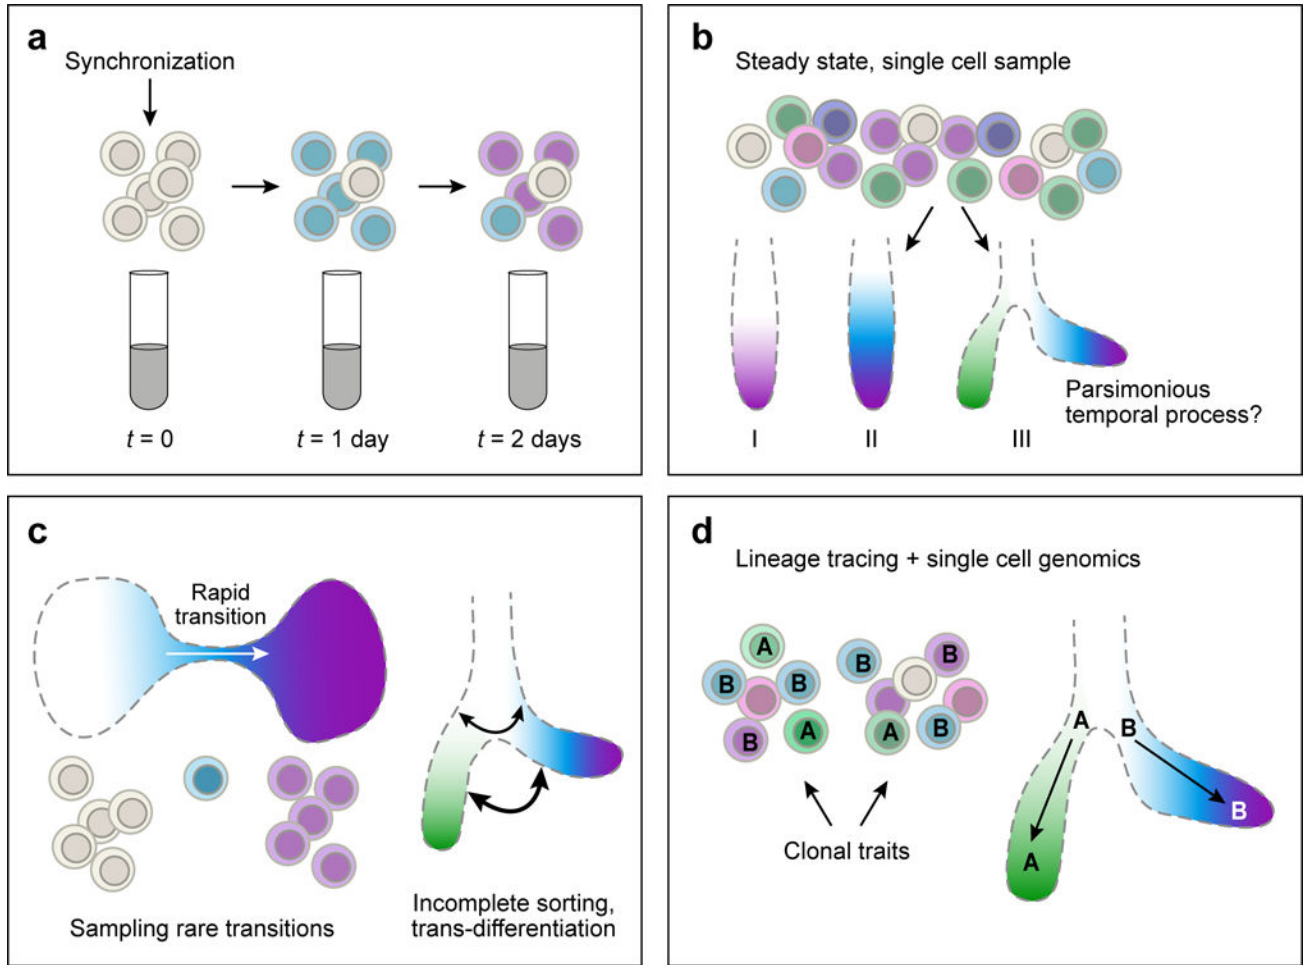 a
Synchronization
t = 0
t = 1 day
t = 2 days
b
Steady state, single cell sample
I
II
III
Parsimonious
temporal process?
c
Rapid
transition
Sampling rare transitions
Incomplete sorting,
trans-differentiation
d
Lineage tracing + single cell genomics
A
B
B
B
A
B
B
A
B
Clonal traits
A
B
A
B